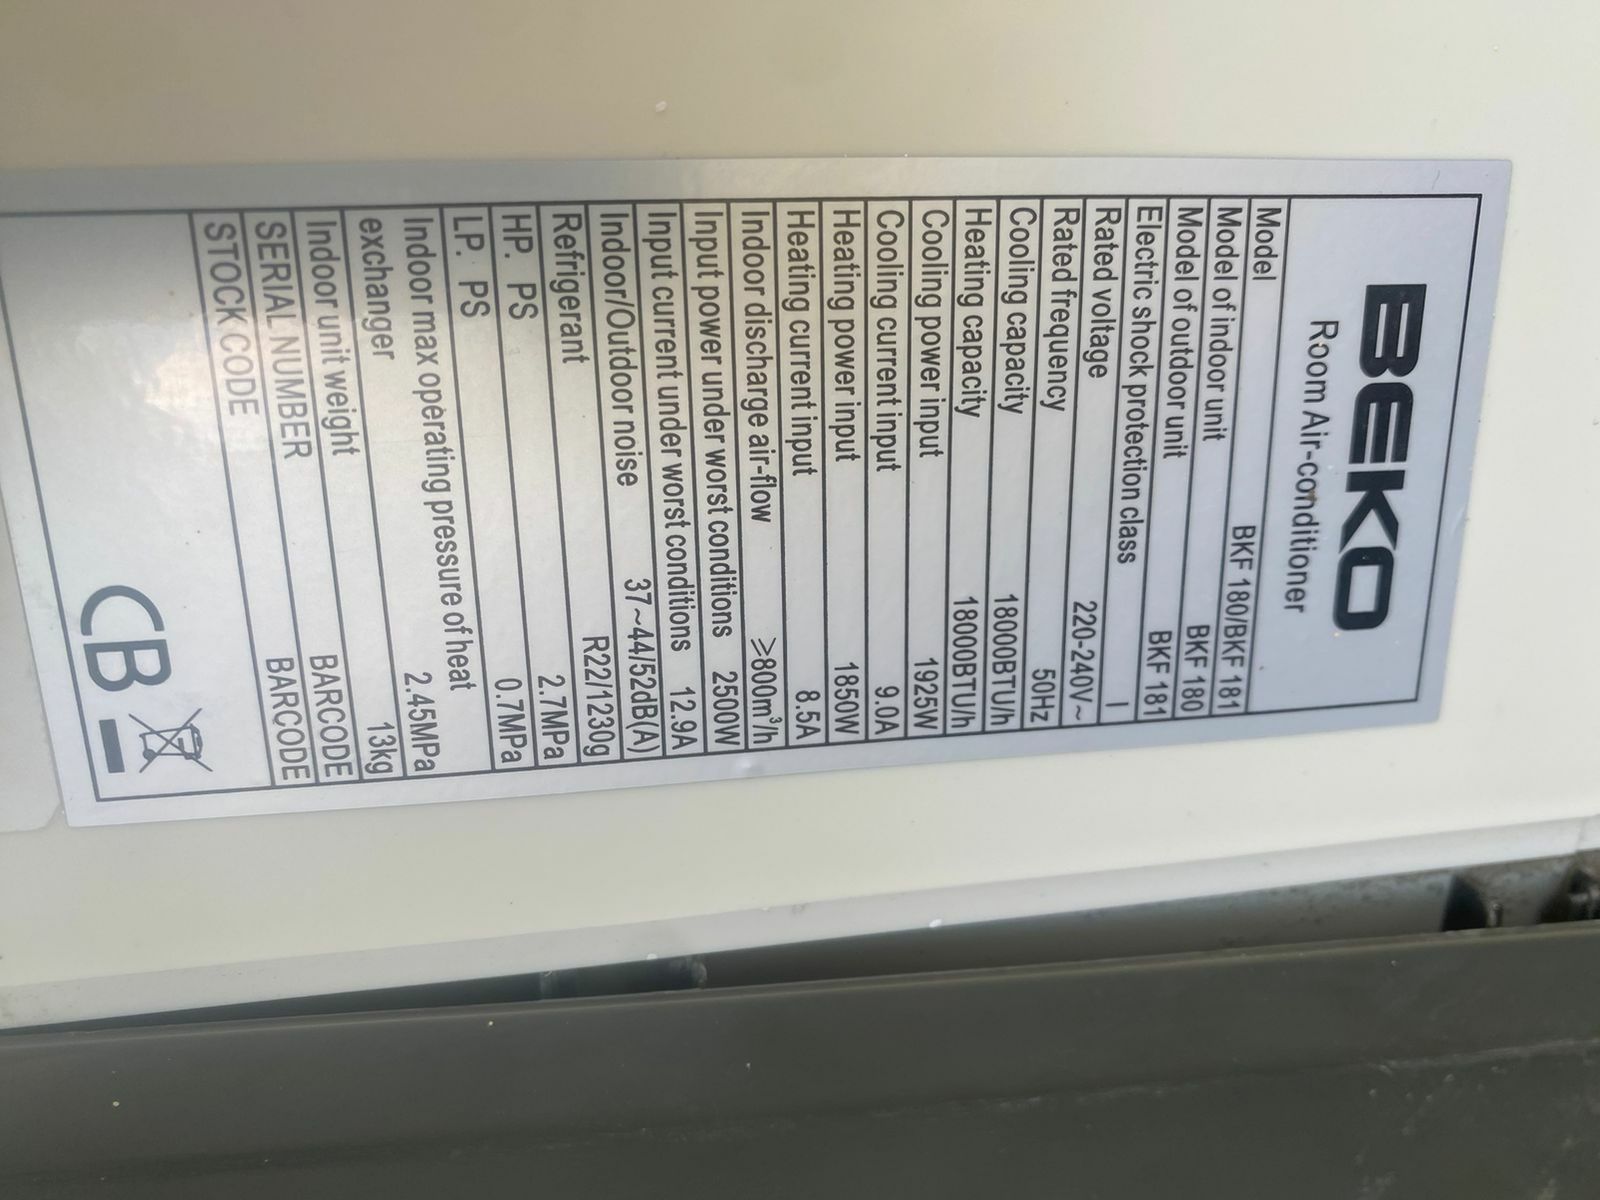 BEKO
Room Air-conditioner
Model BKF 180/BKF 181
Model of indoor unit BKF 180
Model of outdoor unit BKF 181
Electric shock protection class I
Rated voltage 220-240V~
Rated frequency 50Hz
Cooling capacity 18000BTU/h
Heating capacity 18000BTU/h
Cooling power input 1925W
Cooling current input 9.0A
Heating power input 1850W
Heating current input 8.5A
Indoor discharge air-flow ≥800m³/h
Input power under worst conditions 2500W
Input current under worst conditions 12.9A
Indoor/Outdoor noise 37~44/52dB(A)
Refrigerant R22/1230g
HP. PS 2.7MPa
LP. PS 0.7MPa
Indoor max operating pressure of heat
exchanger 2.45MPa
Indoor unit weight 13kg
SERIAL NUMBER BARCODE
STOCK CODE BARCODE
CB